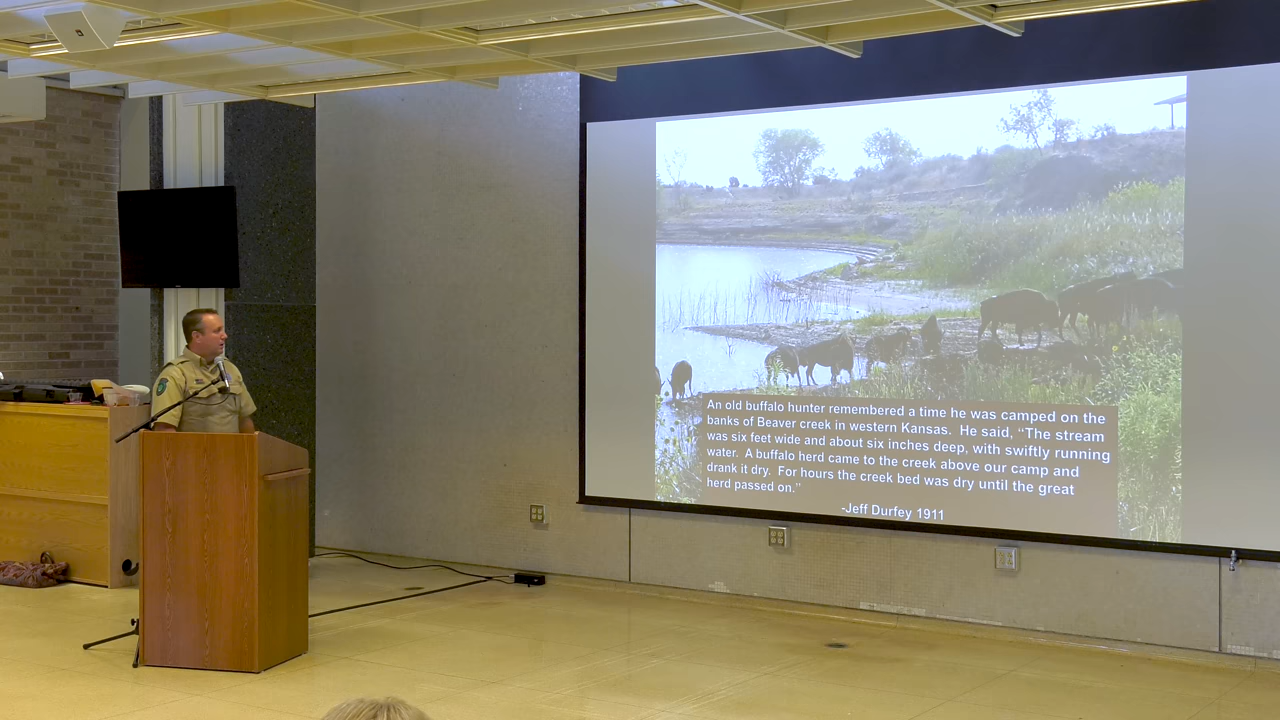 An old buffalo hunter remembered a time he was camped on the
banks of Beaver creek in western Kansas.  He said, “The stream
was six feet wide and about six inches deep, with swiftly running
water.  A buffalo herd came to the creek above our camp and
drank it dry.  For hours the creek bed was dry until the great
herd passed on.”
-Jeff Durfey 1911